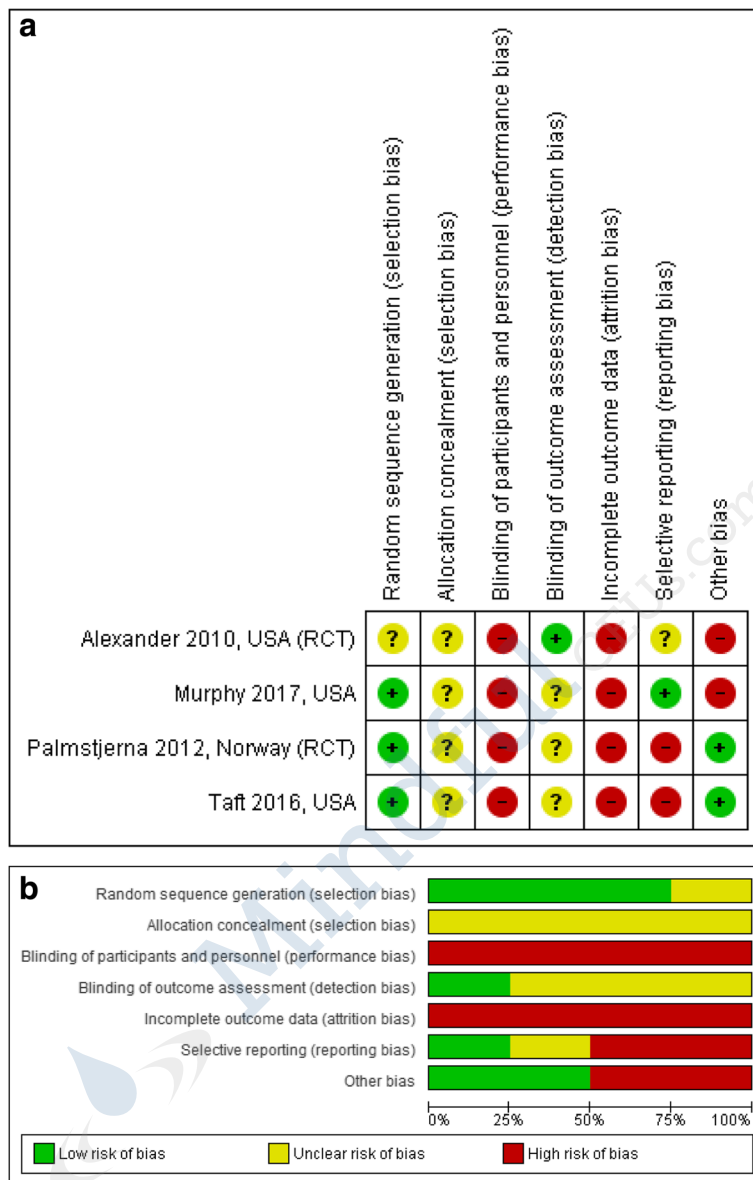 a
Random sequence generation (selection bias)
Allocation concealment (selection bias)
Blinding of participants and personnel (performance bias)
Blinding of outcome assessment (detection bias)
Incomplete outcome data (attrition bias)
Selective reporting (reporting bias)
Other bias
Alexander 2010, USA (RCT) ? ? - + - ? -
Murphy 2017, USA + ? - ? - + -
Palmstjerna 2012, Norway (RCT) + ? - ? - - +
Taft 2016, USA + ? - ? - - +
b
Random sequence generation (selection bias)
Allocation concealment (selection bias)
Blinding of participants and personnel (performance bias)
Blinding of outcome assessment (detection bias)
Incomplete outcome data (attrition bias)
Selective reporting (reporting bias)
Other bias
0% 25% 50% 75% 100%
Low risk of bias Unclear risk of bias High risk of bias
MindfulCEUs.com